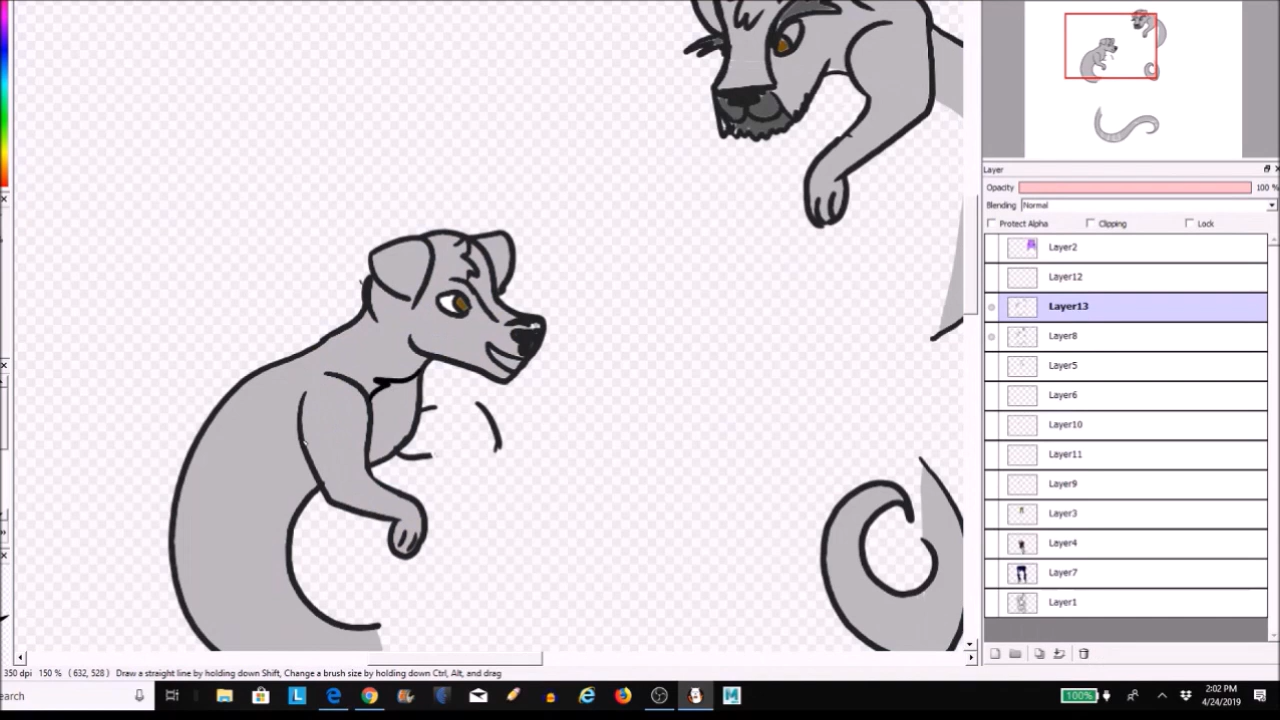 Layer
Opacity 100 %
Blending Normal
Protect Alpha Clipping Lock
Layer2
Layer12
Layer13
Layer8
Layer5
Layer6
Layer10
Layer11
Layer9
Layer3
Layer4
Layer7
Layer1
350 dpi 150 % ( 632, 528 ) Draw a straight line by holding down Shift, Change a brush size by holding down Ctrl, Alt, and drag
earch
100%
2:02 PM
4/24/2019